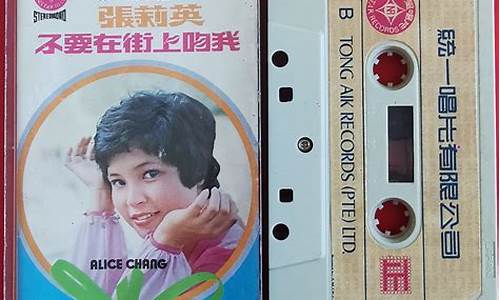 STEREO/MONO
張莉英
不要在街上吻我
ALICE CHANG
B
TONG AIK RECORDS (PTE) LTD.
統一唱片有限公司